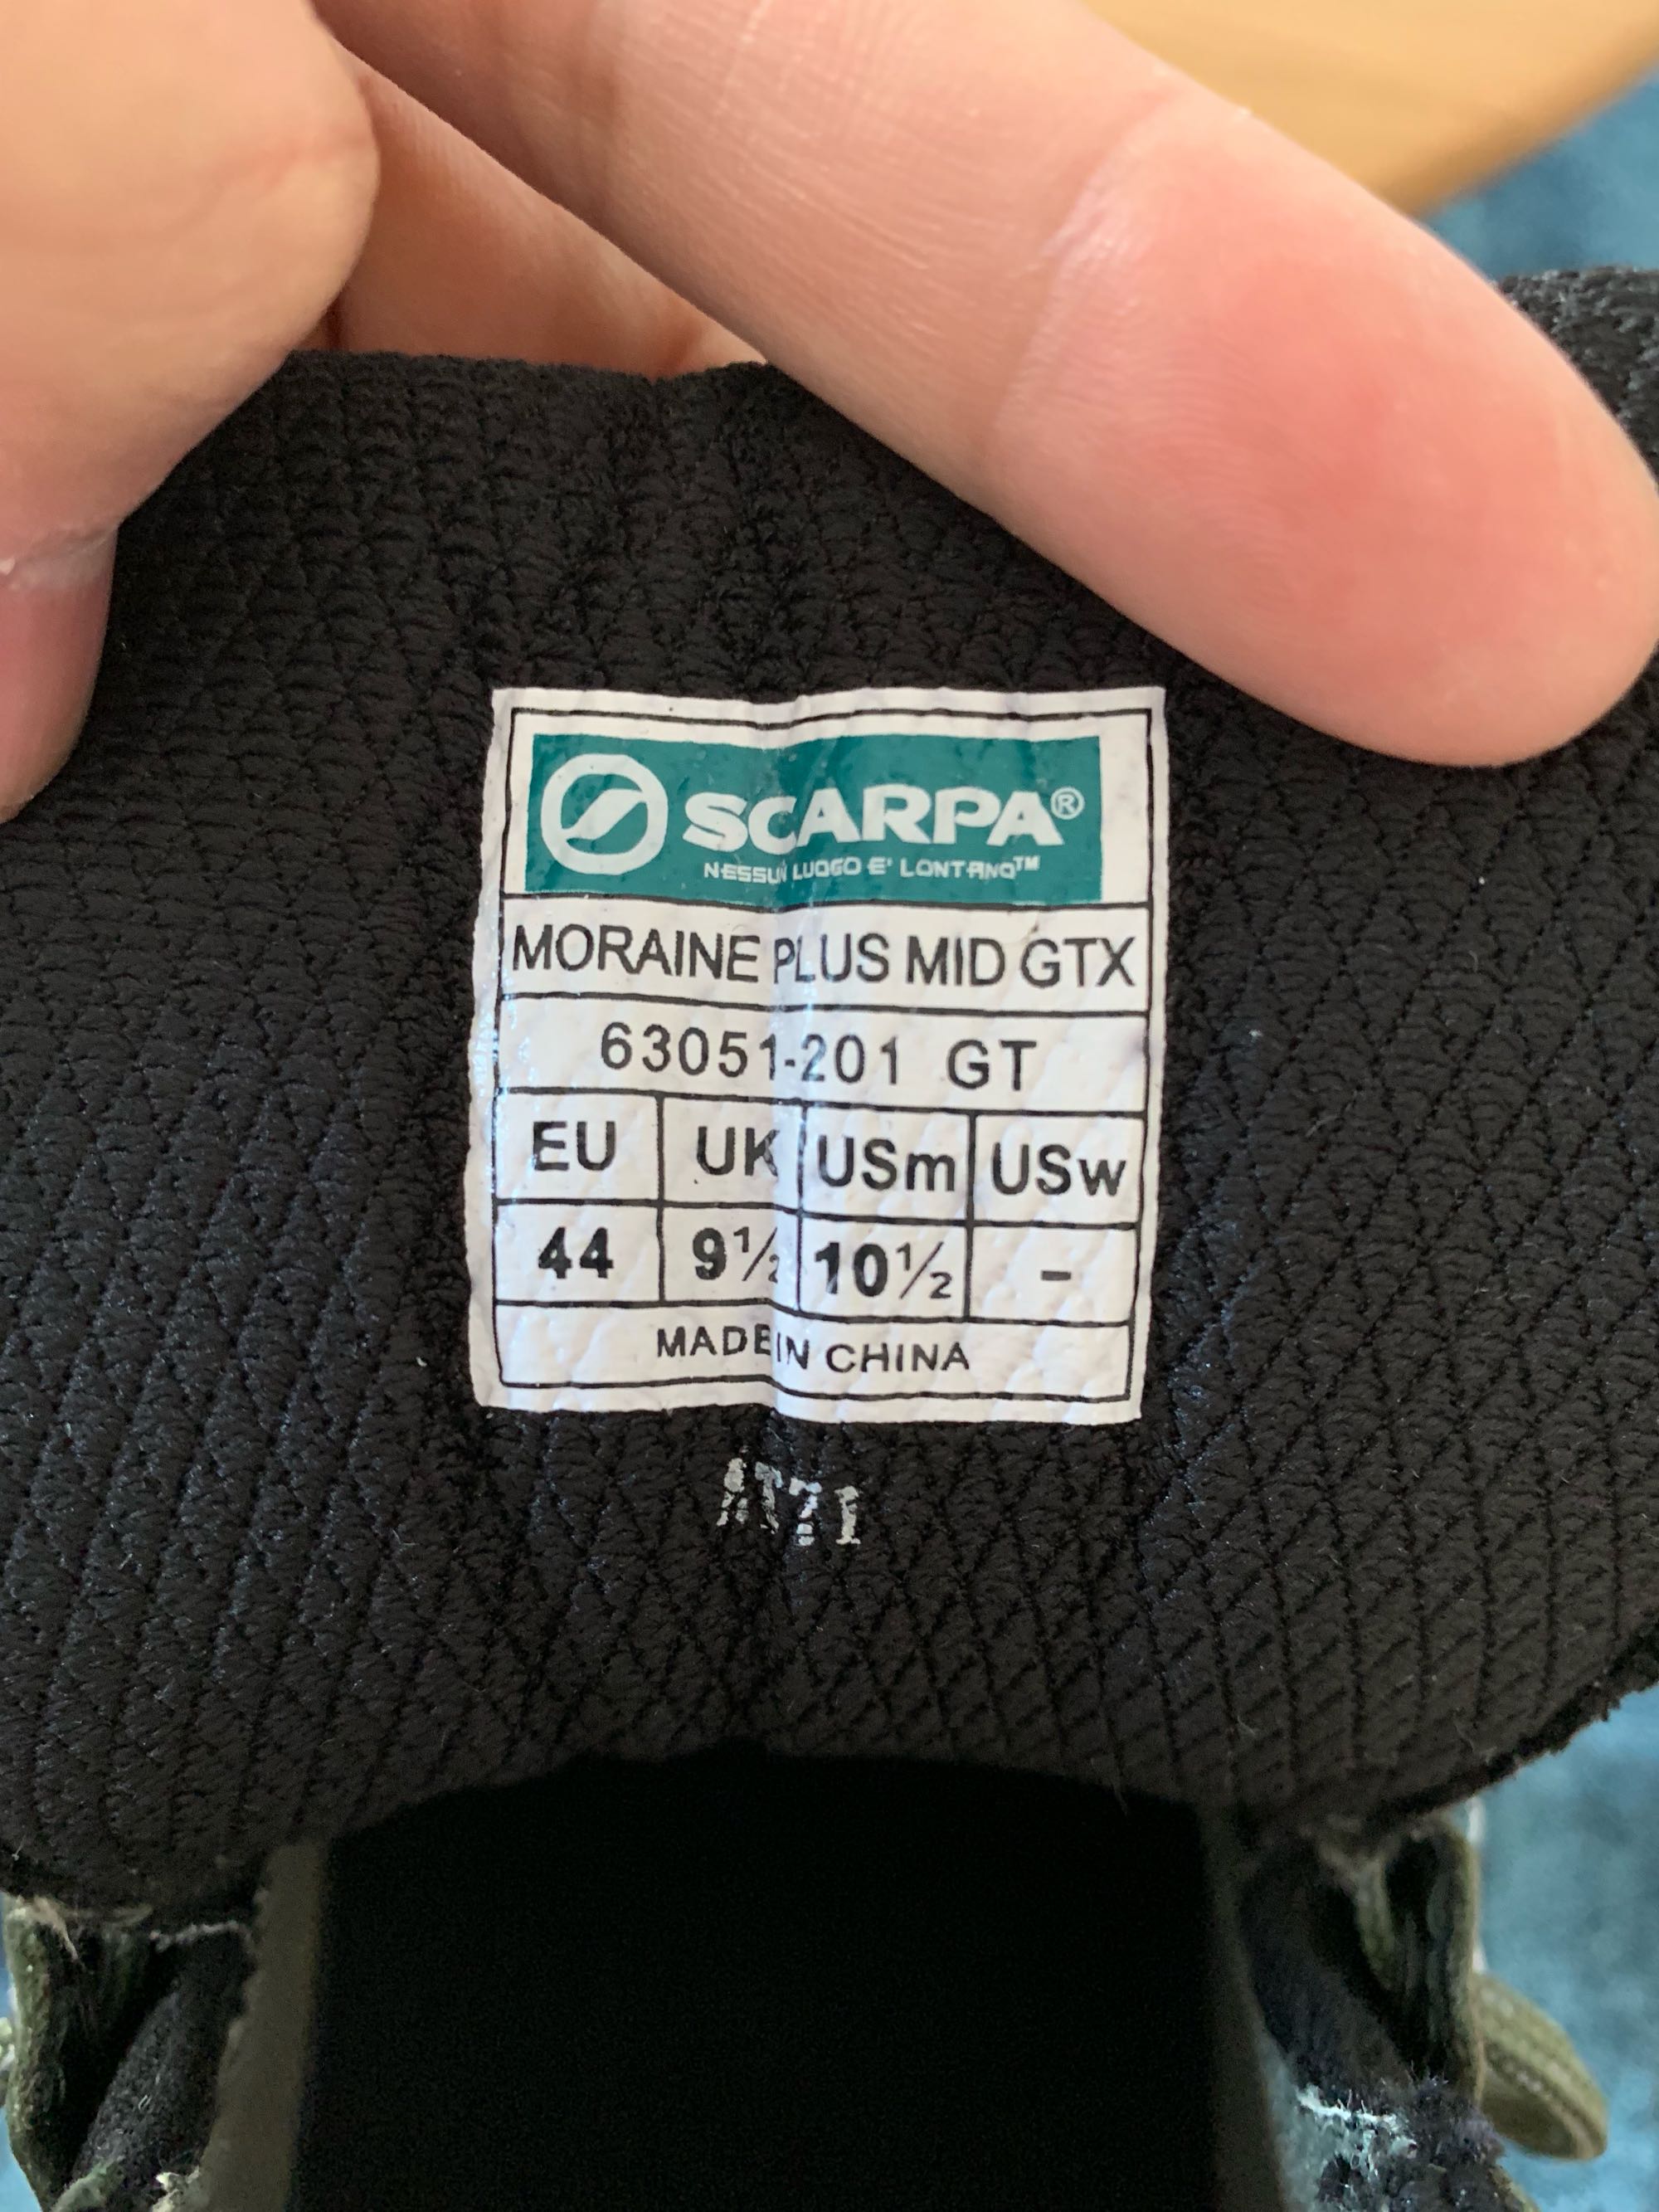 SCARPA®
NESSUN LUOGO E' LONTANO™
MORAINE PLUS MID GTX
63051-201 GT
EU UK USm USw
44 9½ 10½ -
MADE IN CHINA